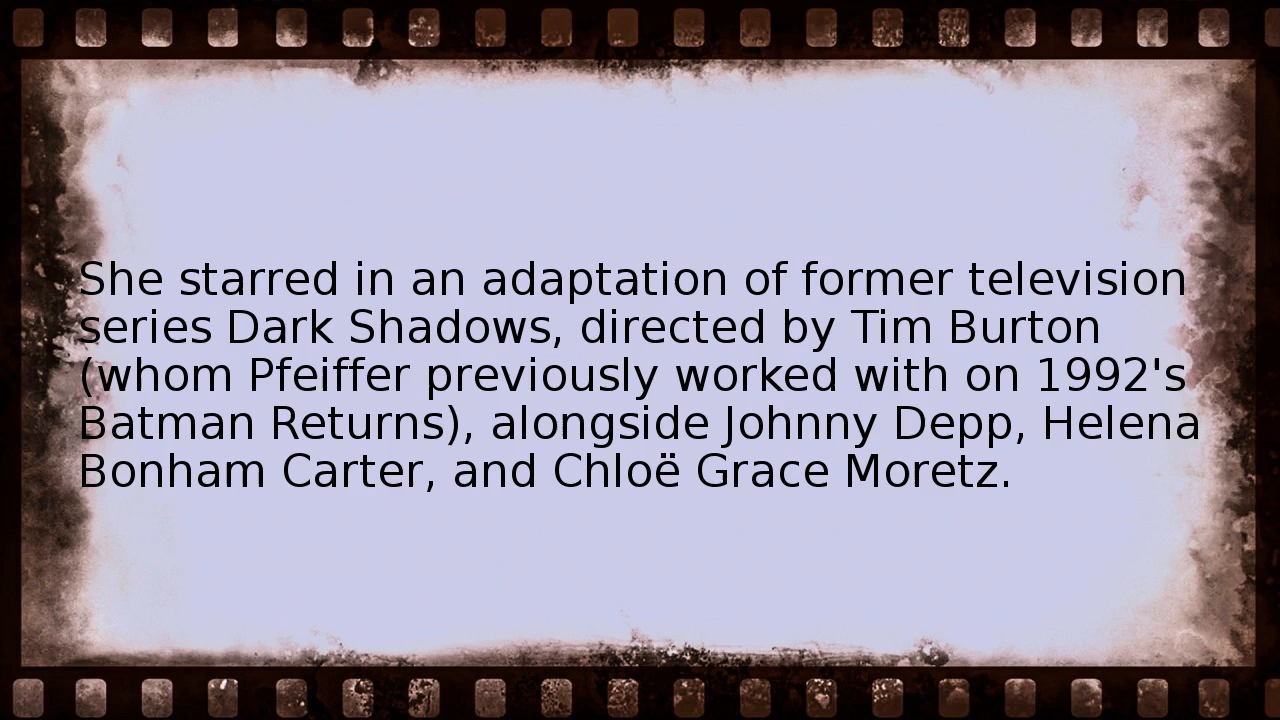 She starred in an adaptation of former television
series Dark Shadows, directed by Tim Burton
(whom Pfeiffer previously worked with on 1992's
Batman Returns), alongside Johnny Depp, Helena
Bonham Carter, and Chloë Grace Moretz.